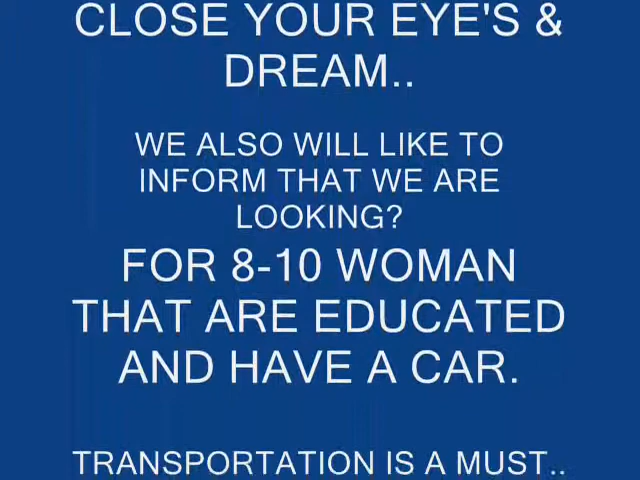 CLOSE YOUR EYE'S &
DREAM..
WE ALSO WILL LIKE TO
INFORM THAT WE ARE
LOOKING?
FOR 8-10 WOMAN
THAT ARE EDUCATED
AND HAVE A CAR.
TRANSPORTATION IS A MUST..